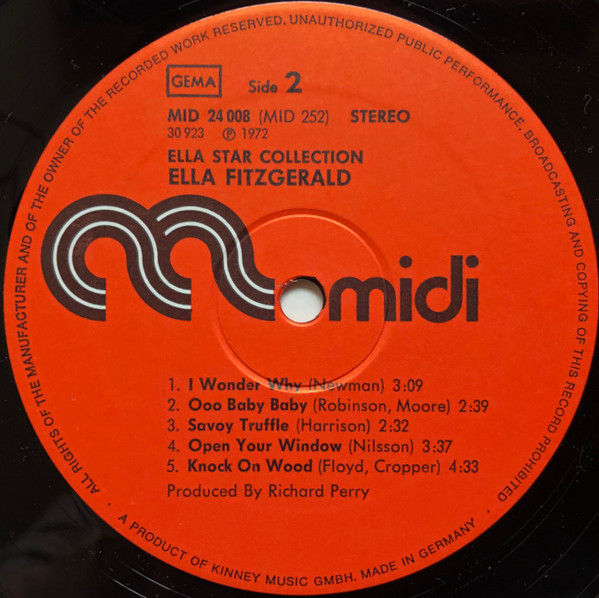 ALL RIGHTS OF THE MANUFACTURER AND OF THE OWNER OF THE RECORDED WORK RESERVED. UNAUTHORIZED PUBLIC PERFORMANCE, BROADCASTING AND COPYING OF THIS RECORD PROHIBITED
GEMA Side 2
MID 24 008 (MID 252) STEREO
30 923 ℗ 1972
ELLA STAR COLLECTION
ELLA FITZGERALD
midi
1. I Wonder Why (Newman) 3:09
2. Ooo Baby Baby (Robinson, Moore) 2:39
3. Savoy Truffle (Harrison) 2:32
4. Open Your Window (Nilsson) 3:37
5. Knock On Wood (Floyd, Cropper) 4:33
Produced By Richard Perry
· A PRODUCT OF KINNEY MUSIC GMBH. MADE IN GERMANY ·